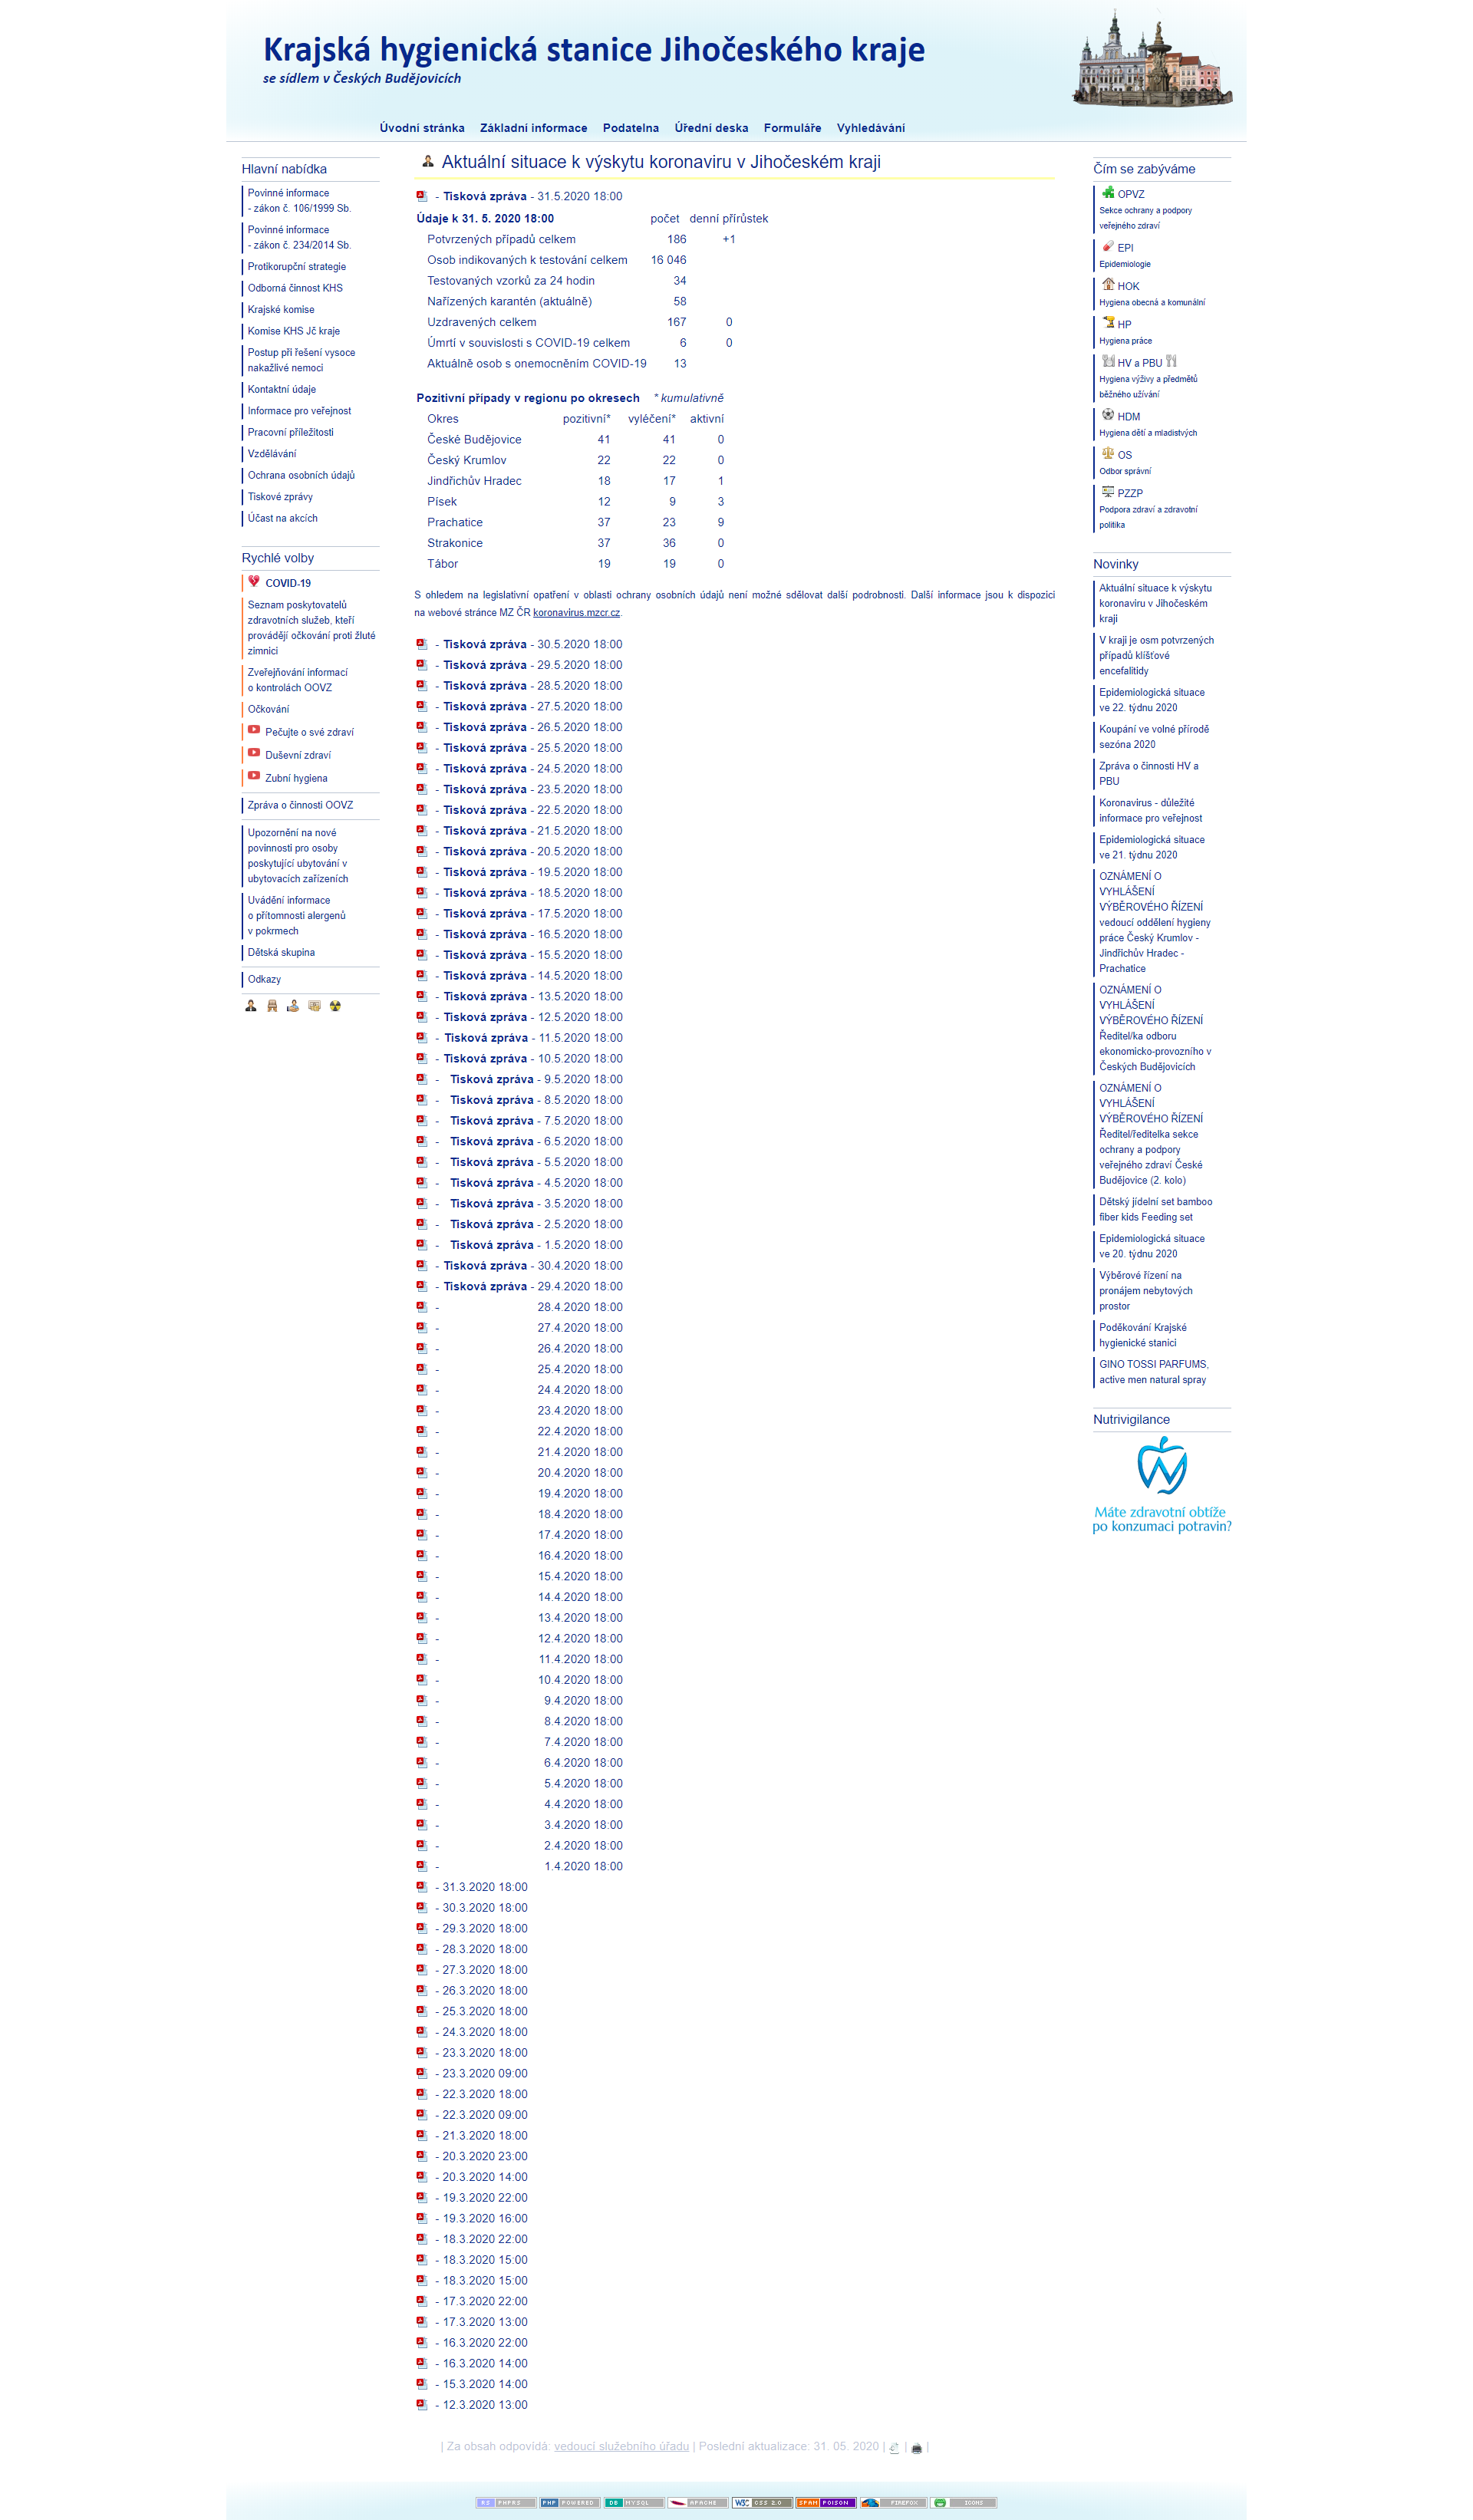 Krajská hygienická stanice Jihočeského kraje
se sídlem v Českých Budějovicích
Úvodní stránka Základní informace Podatelna Úřední deska Formuláře Vyhledávání
Hlavní nabídka
Povinné informace
- zákon č. 106/1999 Sb.
Povinné informace
- zákon č. 234/2014 Sb.
Protikorupční strategie
Odborná činnost KHS
Krajské komise
Komise KHS Jč kraje
Postup při řešení vysoce
nakažlivé nemoci
Kontaktní údaje
Informace pro veřejnost
Pracovní příležitosti
Vzdělávání
Ochrana osobních údajů
Tiskové zprávy
Účast na akcích
Rychlé volby
COVID-19
Seznam poskytovatelů
zdravotních služeb, kteří
provádějí očkování proti žluté
zimnici
Zveřejňování informací
o kontrolách OOVZ
Očkování
Pečujte o své zdraví
Duševní zdraví
Zubní hygiena
Zpráva o činnosti OOVZ
Upozornění na nové
povinnosti pro osoby
poskytující ubytování v
ubytovacích zařízeních
Uvádění informace
o přítomnosti alergenů
v pokrmech
Dětská skupina
Odkazy
Aktuální situace k výskytu koronaviru v Jihočeském kraji
- Tisková zpráva - 31.5.2020 18:00
Údaje k 31. 5. 2020 18:00 počet denní přírůstek
Potvrzených případů celkem 186 +1
Osob indikovaných k testování celkem 16 046
Testovaných vzorků za 24 hodin 34
Nařízených karantén (aktuálně) 58
Uzdravených celkem 167 0
Úmrtí v souvislosti s COVID-19 celkem 6 0
Aktuálně osob s onemocněním COVID-19 13
Pozitivní případy v regionu po okresech * kumulativně
Okres pozitivní* vyléčení* aktivní
České Budějovice 41 41 0
Český Krumlov 22 22 0
Jindřichův Hradec 18 17 1
Písek 12 9 3
Prachatice 37 23 9
Strakonice 37 36 0
Tábor 19 19 0
S ohledem na legislativní opatření v oblasti ochrany osobních údajů není možné sdělovat další podrobnosti. Další informace jsou k dispozici
na webové stránce MZ ČR koronavirus.mzcr.cz.
- Tisková zpráva - 30.5.2020 18:00
- Tisková zpráva - 29.5.2020 18:00
- Tisková zpráva - 28.5.2020 18:00
- Tisková zpráva - 27.5.2020 18:00
- Tisková zpráva - 26.5.2020 18:00
- Tisková zpráva - 25.5.2020 18:00
- Tisková zpráva - 24.5.2020 18:00
- Tisková zpráva - 23.5.2020 18:00
- Tisková zpráva - 22.5.2020 18:00
- Tisková zpráva - 21.5.2020 18:00
- Tisková zpráva - 20.5.2020 18:00
- Tisková zpráva - 19.5.2020 18:00
- Tisková zpráva - 18.5.2020 18:00
- Tisková zpráva - 17.5.2020 18:00
- Tisková zpráva - 16.5.2020 18:00
- Tisková zpráva - 15.5.2020 18:00
- Tisková zpráva - 14.5.2020 18:00
- Tisková zpráva - 13.5.2020 18:00
- Tisková zpráva - 12.5.2020 18:00
- Tisková zpráva - 11.5.2020 18:00
- Tisková zpráva - 10.5.2020 18:00
- Tisková zpráva - 9.5.2020 18:00
- Tisková zpráva - 8.5.2020 18:00
- Tisková zpráva - 7.5.2020 18:00
- Tisková zpráva - 6.5.2020 18:00
- Tisková zpráva - 5.5.2020 18:00
- Tisková zpráva - 4.5.2020 18:00
- Tisková zpráva - 3.5.2020 18:00
- Tisková zpráva - 2.5.2020 18:00
- Tisková zpráva - 1.5.2020 18:00
- Tisková zpráva - 30.4.2020 18:00
- Tisková zpráva - 29.4.2020 18:00
- 28.4.2020 18:00
- 27.4.2020 18:00
- 26.4.2020 18:00
- 25.4.2020 18:00
- 24.4.2020 18:00
- 23.4.2020 18:00
- 22.4.2020 18:00
- 21.4.2020 18:00
- 20.4.2020 18:00
- 19.4.2020 18:00
- 18.4.2020 18:00
- 17.4.2020 18:00
- 16.4.2020 18:00
- 15.4.2020 18:00
- 14.4.2020 18:00
- 13.4.2020 18:00
- 12.4.2020 18:00
- 11.4.2020 18:00
- 10.4.2020 18:00
- 9.4.2020 18:00
- 8.4.2020 18:00
- 7.4.2020 18:00
- 6.4.2020 18:00
- 5.4.2020 18:00
- 4.4.2020 18:00
- 3.4.2020 18:00
- 2.4.2020 18:00
- 1.4.2020 18:00
- 31.3.2020 18:00
- 30.3.2020 18:00
- 29.3.2020 18:00
- 28.3.2020 18:00
- 27.3.2020 18:00
- 26.3.2020 18:00
- 25.3.2020 18:00
- 24.3.2020 18:00
- 23.3.2020 18:00
- 23.3.2020 09:00
- 22.3.2020 18:00
- 22.3.2020 09:00
- 21.3.2020 18:00
- 20.3.2020 23:00
- 20.3.2020 14:00
- 19.3.2020 22:00
- 19.3.2020 16:00
- 18.3.2020 22:00
- 18.3.2020 15:00
- 18.3.2020 15:00
- 17.3.2020 22:00
- 17.3.2020 13:00
- 16.3.2020 22:00
- 16.3.2020 14:00
- 15.3.2020 14:00
- 12.3.2020 13:00
Čím se zabýváme
OPVZ
Sekce ochrany a podpory
veřejného zdraví
EPI
Epidemiologie
HOK
Hygiena obecná a komunální
HP
Hygiena práce
HV a PBU
Hygiena výživy a předmětů
běžného užívání
HDM
Hygiena dětí a mladistvých
OS
Odbor správní
PZZP
Podpora zdraví a zdravotní
politika
Novinky
Aktuální situace k výskytu
koronaviru v Jihočeském
kraji
V kraji je osm potvrzených
případů klíšťové
encefalitidy
Epidemiologická situace
ve 22. týdnu 2020
Koupání ve volné přírodě
sezóna 2020
Zpráva o činnosti HV a
PBU
Koronavirus - důležité
informace pro veřejnost
Epidemiologická situace
ve 21. týdnu 2020
OZNÁMENÍ O
VYHLÁŠENÍ
VÝBĚROVÉHO ŘÍZENÍ
vedoucí oddělení hygieny
práce Český Krumlov -
Jindřichův Hradec -
Prachatice
OZNÁMENÍ O
VYHLÁŠENÍ
VÝBĚROVÉHO ŘÍZENÍ
Ředitel/ka odboru
ekonomicko-provozního v
Českých Budějovicích
OZNÁMENÍ O
VYHLÁŠENÍ
VÝBĚROVÉHO ŘÍZENÍ
Ředitel/ředitelka sekce
ochrany a podpory
veřejného zdraví České
Budějovice (2. kolo)
Dětský jídelní set bamboo
fiber kids Feeding set
Epidemiologická situace
ve 20. týdnu 2020
Výběrové řízení na
pronájem nebytových
prostor
Poděkování Krajské
hygienické stanici
GINO TOSSI PARFUMS,
active men natural spray
Nutrivigilance
Máte zdravotní obtíže
po konzumaci potravin?
| Za obsah odpovídá: vedoucí služebního úřadu | Poslední aktualizace: 31. 05. 2020 | | |
RS PHPRS PHP POWERED DB MYSQL APACHE W3C CSS 2.0 SPAM POISON FIREFOX ICONS